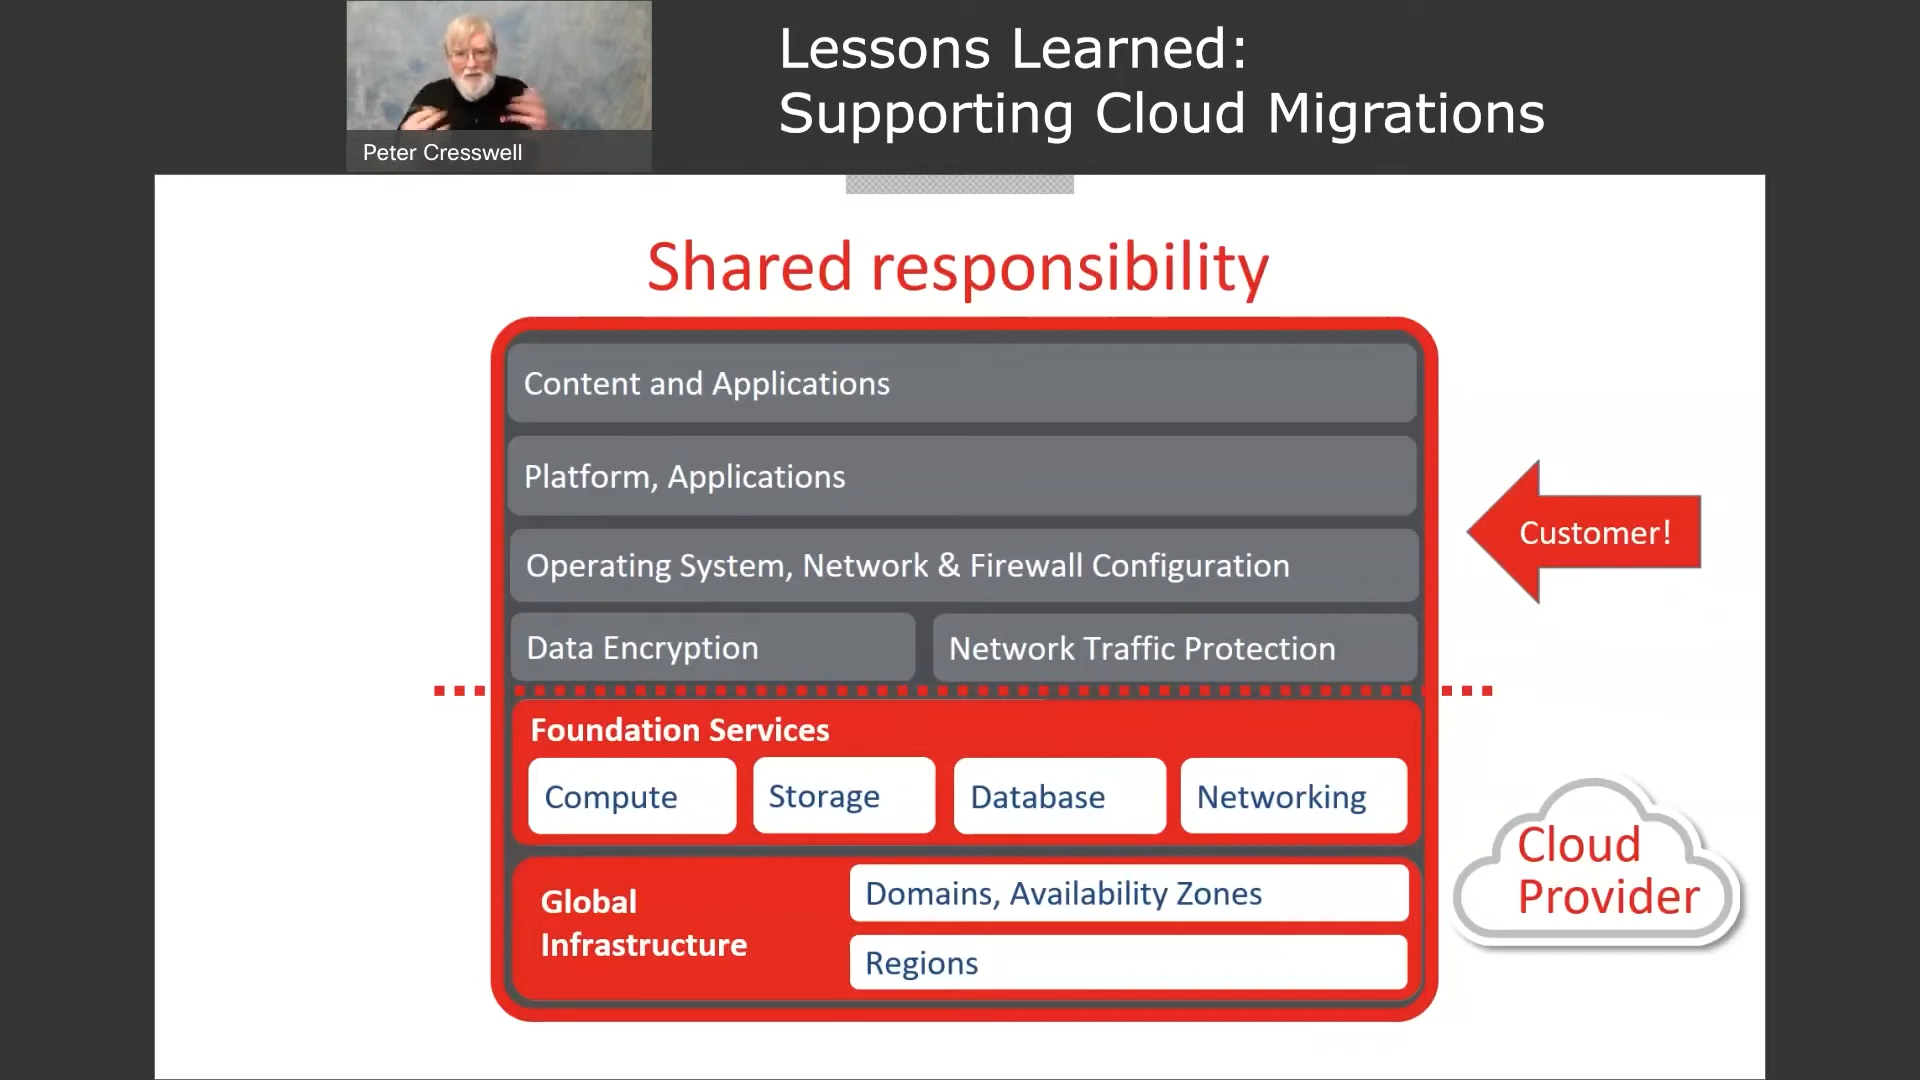 Lessons Learned:
Supporting Cloud Migrations
Peter Cresswell
Shared responsibility
Content and Applications
Platform, Applications
Operating System, Network & Firewall Configuration
Customer!
Data Encryption
Network Traffic Protection
Foundation Services
Compute
Storage
Database
Networking
Global
Infrastructure
Domains, Availability Zones
Regions
Cloud
Provider